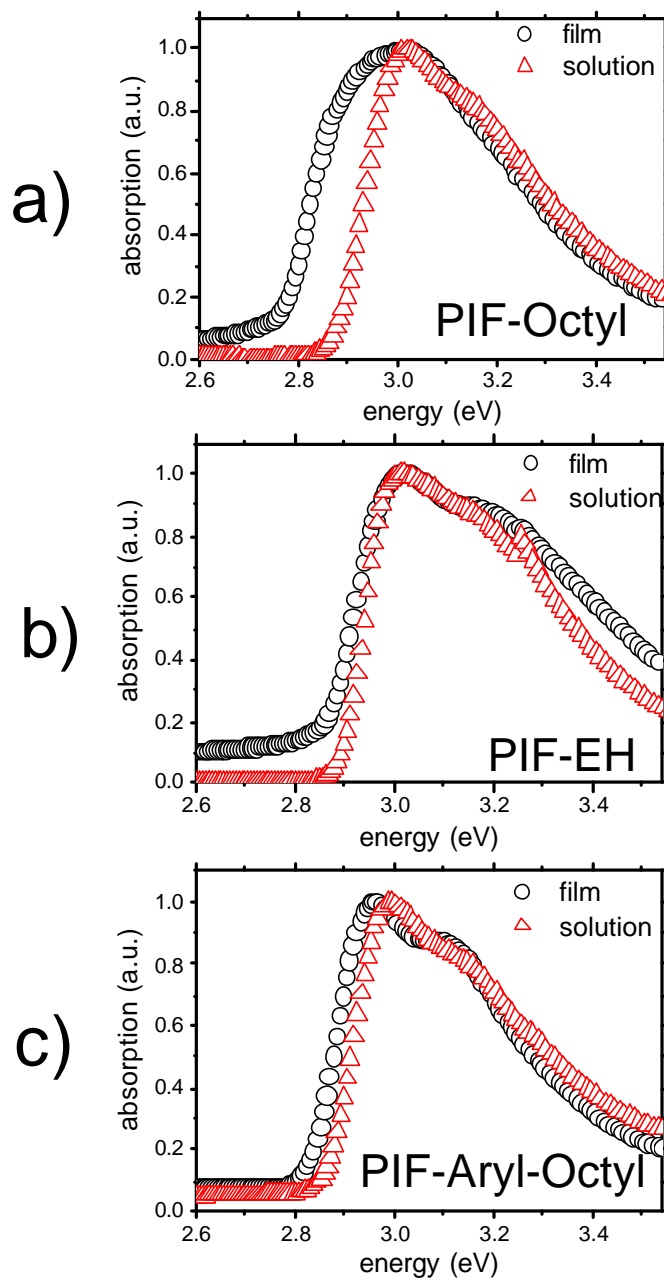 a)
absorption (a.u.)
1.0
0.8
0.6
0.4
0.2
0.0
film
solution
PIF-Octyl
2.6 2.8 3.0 3.2 3.4
energy (eV)
b)
absorption (a.u.)
1.0
0.8
0.6
0.4
0.2
0.0
film
solution
PIF-EH
2.6 2.8 3.0 3.2 3.4
energy (eV)
c)
absorption (a.u.)
1.0
0.8
0.6
0.4
0.2
0.0
film
solution
PIF-Aryl-Octyl
2.6 2.8 3.0 3.2 3.4
energy (eV)